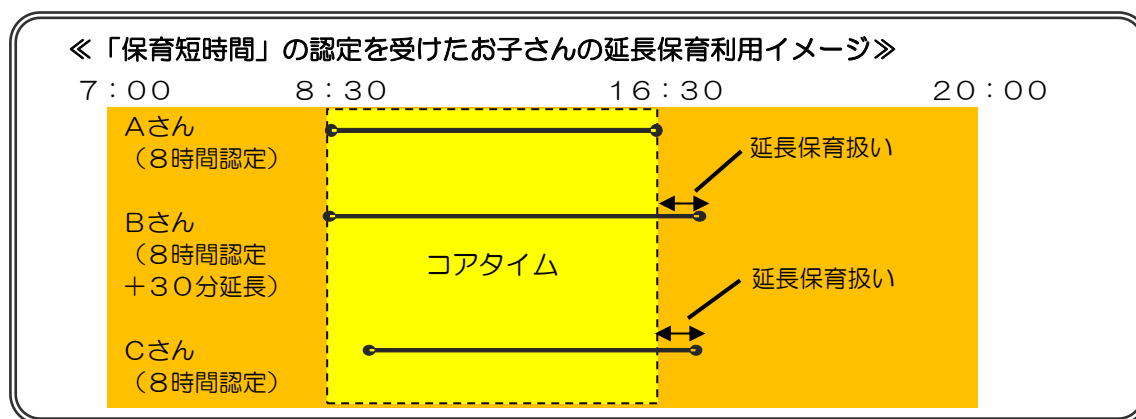 ≪「保育短時間」の認定を受けたお子さんの延長保育利用イメージ≫
７：００
８：３０
１６：３０
２０：００
Aさん
（８時間認定）
延長保育扱い
Bさん
（８時間認定
＋３０分延長）
コアタイム
延長保育扱い
Cさん
（８時間認定）